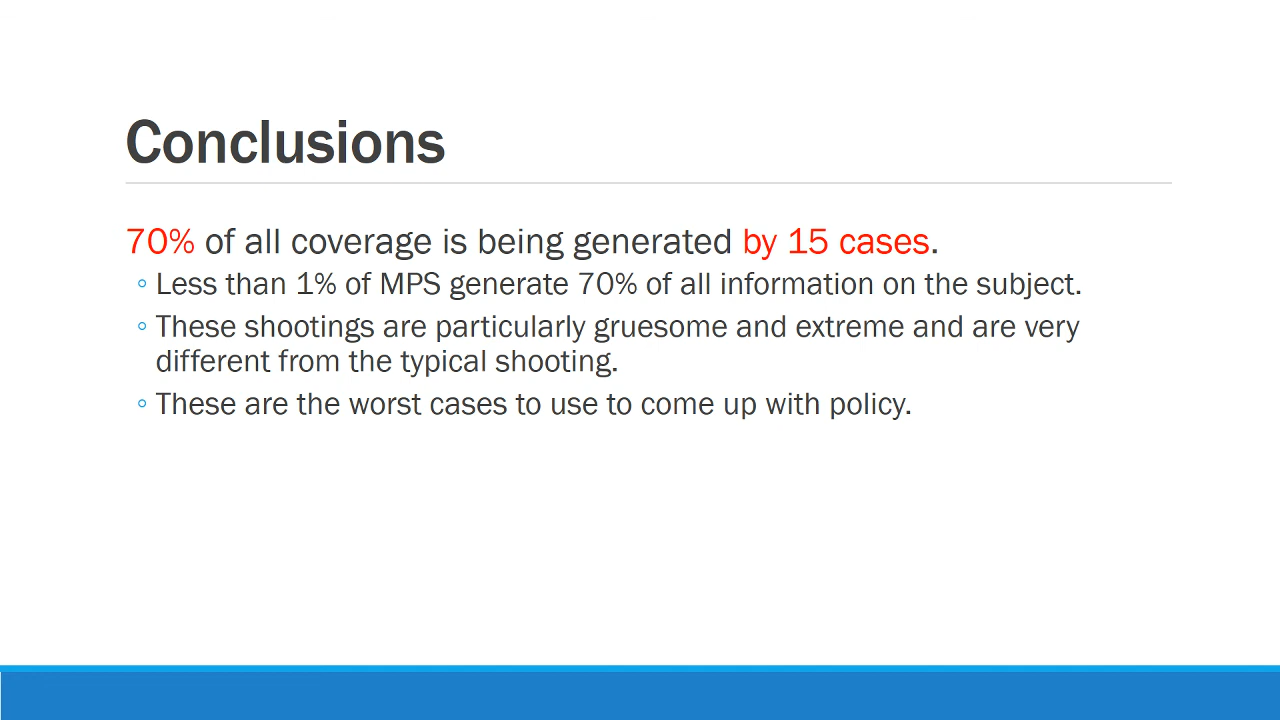 Conclusions
70% of all coverage is being generated by 15 cases.
◦ Less than 1% of MPS generate 70% of all information on the subject.
◦ These shootings are particularly gruesome and extreme and are very
different from the typical shooting.
◦ These are the worst cases to use to come up with policy.